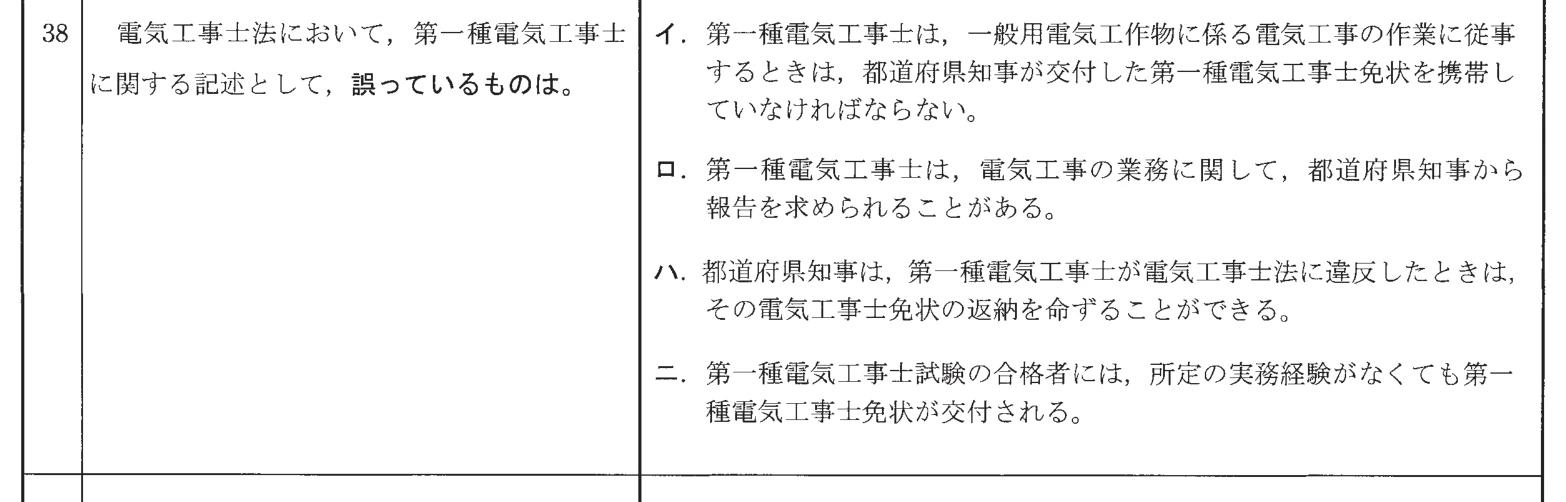 38
電気工事士法において，第一種電気工事士
に関する記述として，誤っているものは。
イ．第一種電気工事士は，一般用電気工作物に係る電気工事の作業に従事
するときは，都道府県知事が交付した第一種電気工事士免状を携帯し
ていなければならない。
ロ．第一種電気工事士は，電気工事の業務に関して，都道府県知事から
報告を求められることがある。
ハ．都道府県知事は，第一種電気工事士が電気工事士法に違反したときは，
その電気工事士免状の返納を命ずることができる。
ニ．第一種電気工事士試験の合格者には，所定の実務経験がなくても第一
種電気工事士免状が交付される。